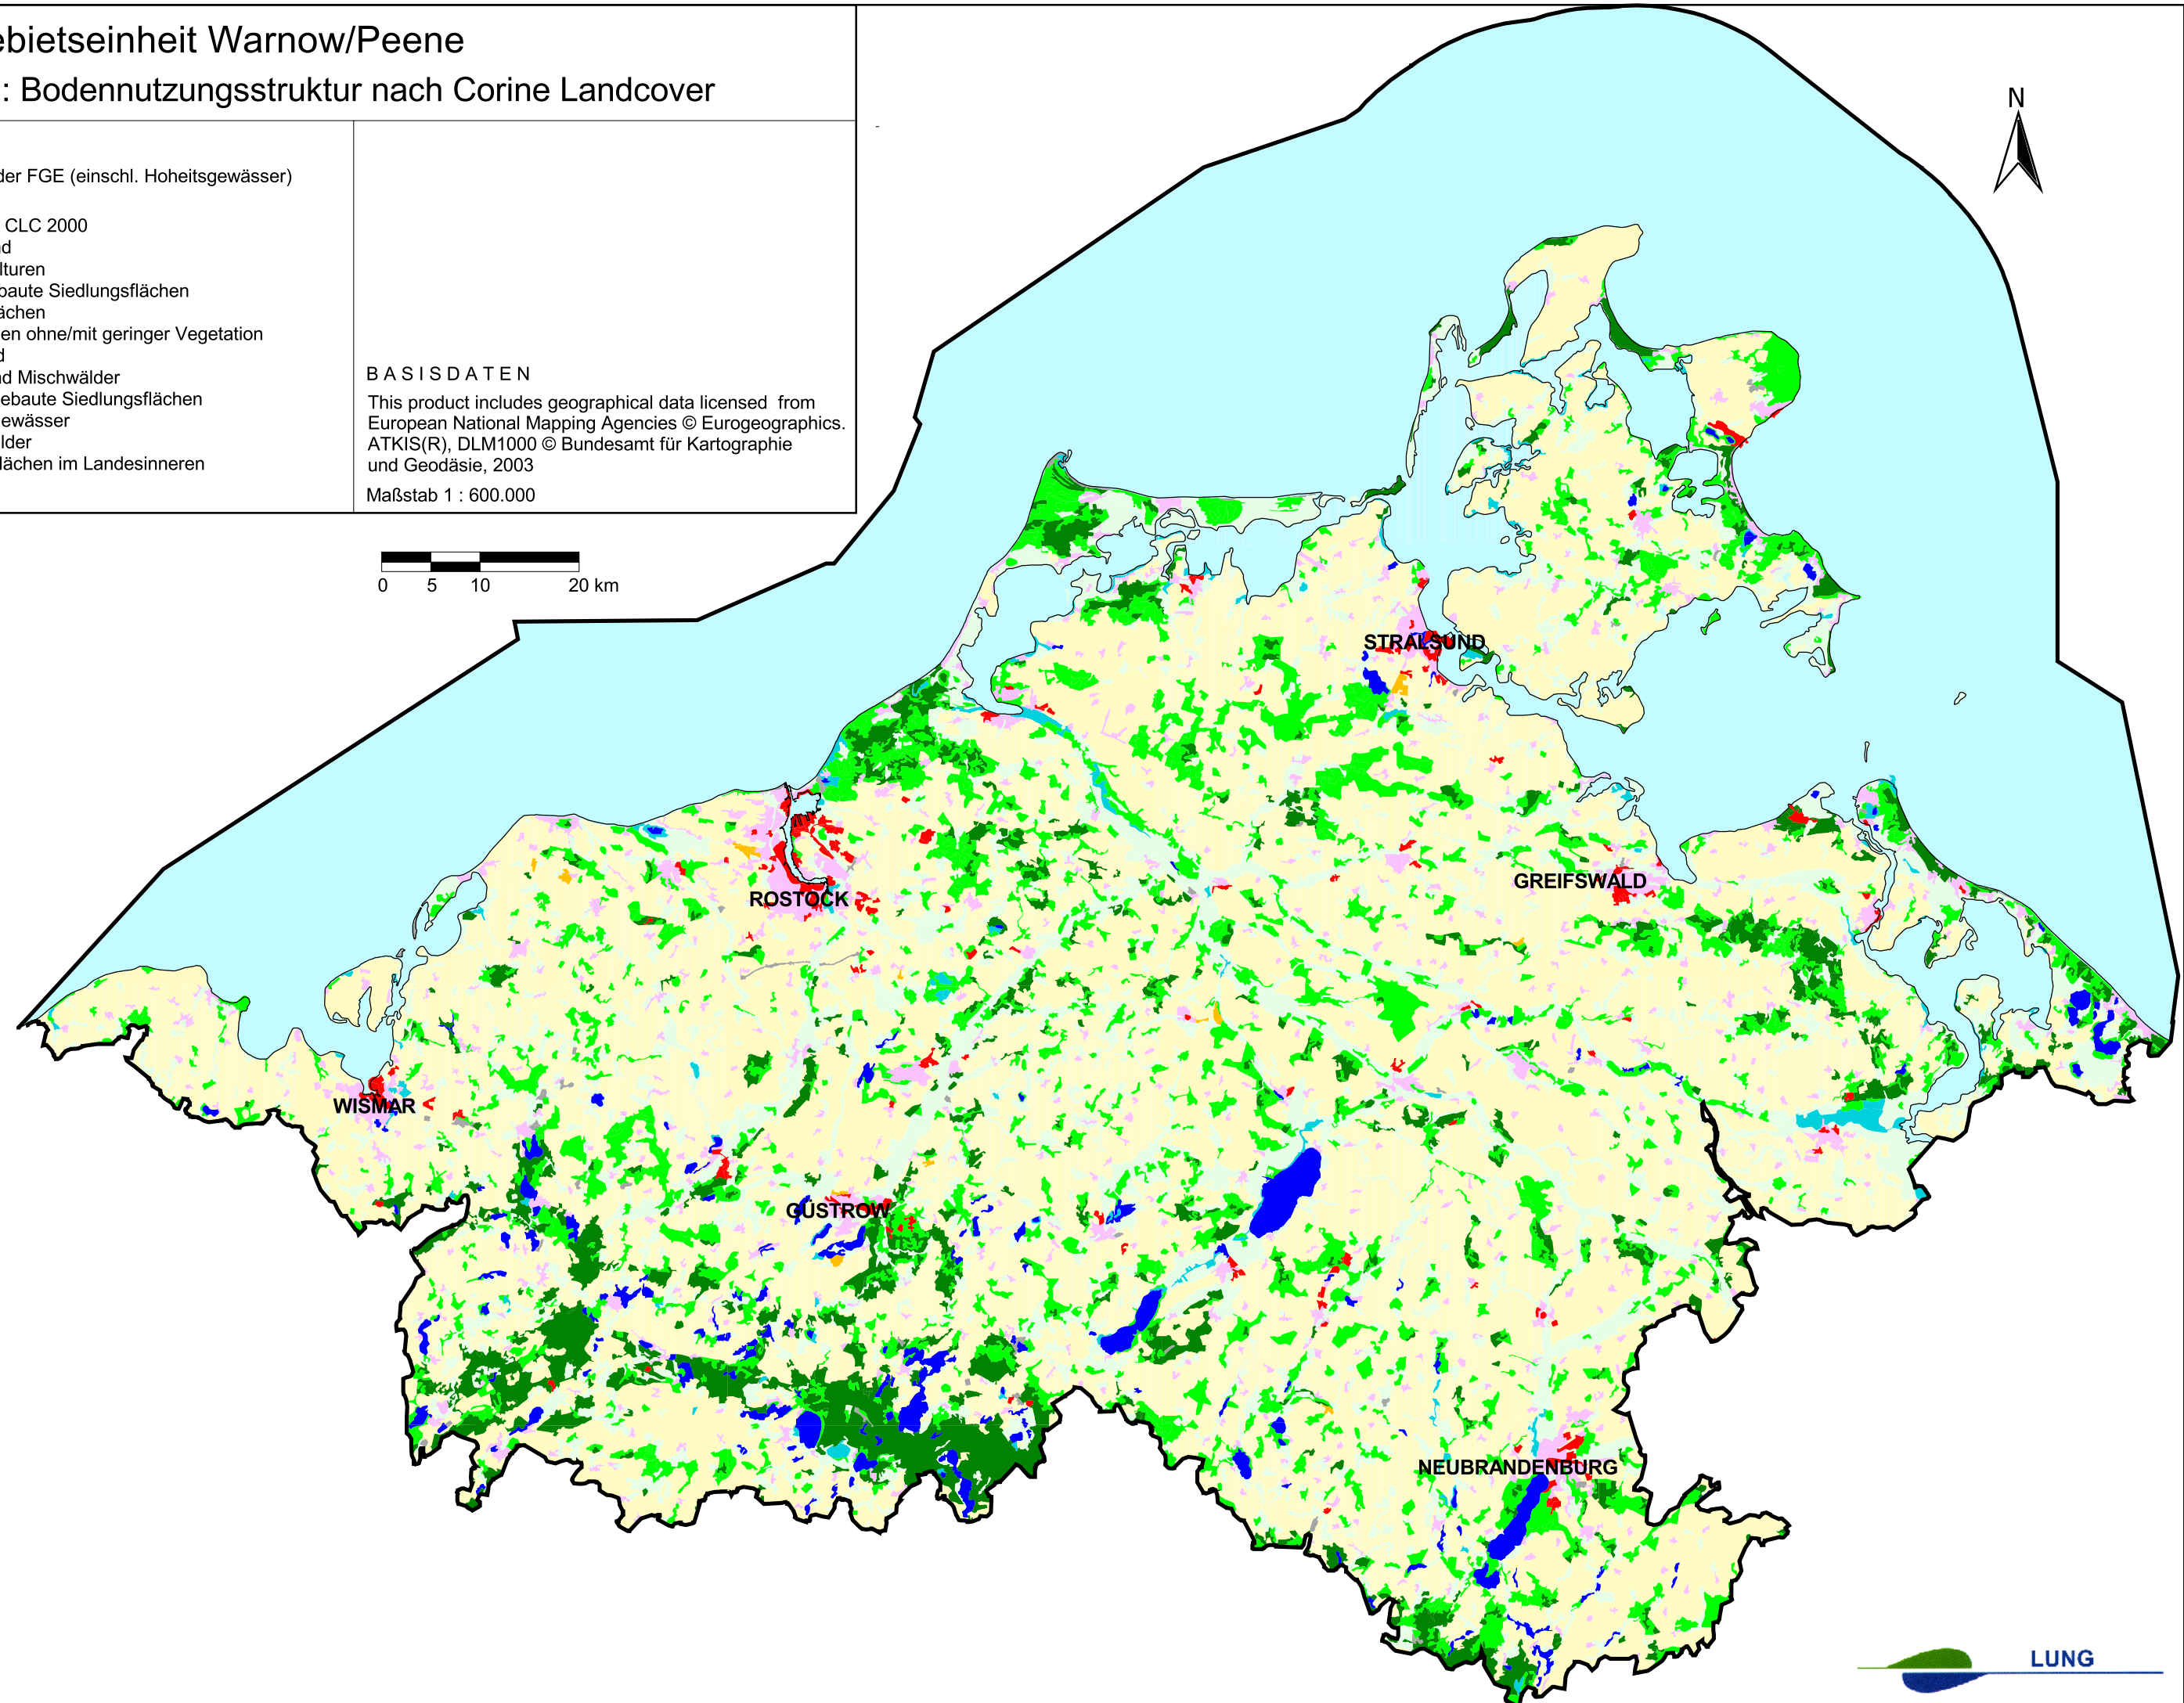 ebietseinheit Warnow/Peene
: Bodennutzungsstruktur nach Corine Landcover
der FGE (einschl. Hoheitsgewässer)
CLC 2000
nd
lturen
baute Siedlungsflächen
ächen
en ohne/mit geringer Vegetation
d
nd Mischwälder
ebaute Siedlungsflächen
ewässer
lder
lächen im Landesinneren
BASISDATEN
This product includes geographical data licensed from
European National Mapping Agencies © Eurogeographics.
ATKIS(R), DLM1000 © Bundesamt für Kartographie
und Geodäsie, 2003
Maßstab 1 : 600.000
0 5 10 20 km
N
STRALSUND
ROSTOCK
GREIFSWALD
WISMAR
GÜSTROW
NEUBRANDENBURG
LUNG